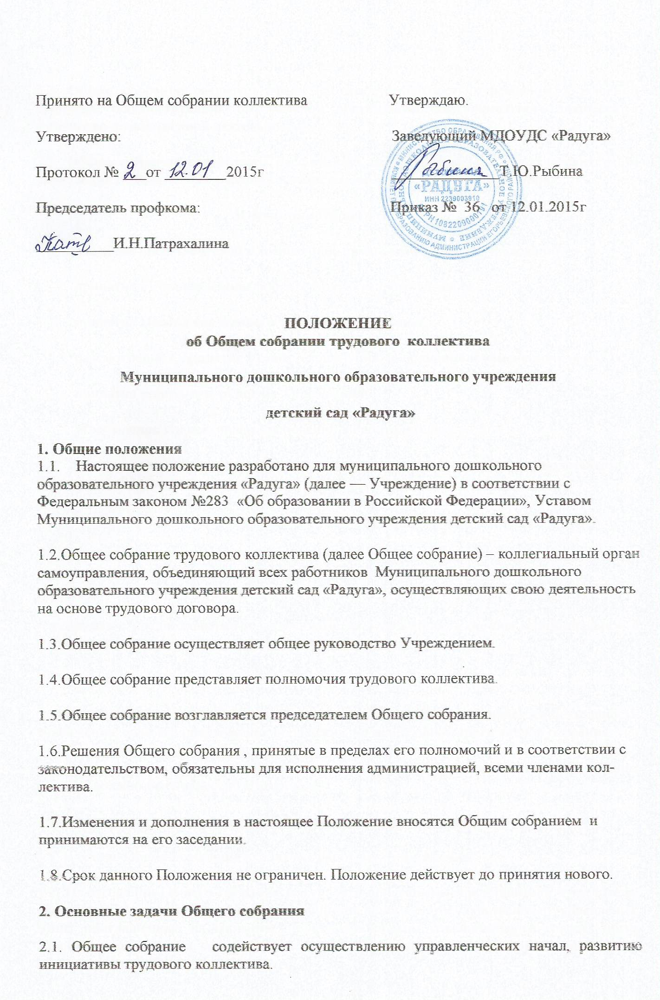 Принято на Общем собрании коллектива
Утверждаю.
Утверждено:
Заведующий МДОУДС «Радуга»
Протокол № 2 от 12.01 2015г
Т.Ю.Рыбина
Председатель профкома:
Приказ № 36 от 12.01.2015г
И.Н.Патрахалина
«РАДУГА»
ИНН 2239003910
ПОЛОЖЕНИЕ
об Общем собрании трудового коллектива
Муниципального дошкольного образовательного учреждения
детский сад «Радуга»
1. Общие положения
1.1. Настоящее положение разработано для муниципального дошкольного
образовательного учреждения «Радуга» (далее — Учреждение) в соответствии с
Федеральным законом №283 «Об образовании в Российской Федерации», Уставом
Муниципального дошкольного образовательного учреждения детский сад «Радуга».
1.2.Общее собрание трудового коллектива (далее Общее собрание) – коллегиальный орган
самоуправления, объединяющий всех работников Муниципального дошкольного
образовательного учреждения детский сад «Радуга», осуществляющих свою деятельность
на основе трудового договора.
1.3.Общее собрание осуществляет общее руководство Учреждением.
1.4.Общее собрание представляет полномочия трудового коллектива.
1.5.Общее собрание возглавляется председателем Общего собрания.
1.6.Решения Общего собрания , принятые в пределах его полномочий и в соответствии с
законодательством, обязательны для исполнения администрацией, всеми членами кол-
лектива.
1.7.Изменения и дополнения в настоящее Положение вносятся Общим собранием и
принимаются на его заседании.
1.8.Срок данного Положения не ограничен. Положение действует до принятия нового.
2. Основные задачи Общего собрания
2.1. Общее собрание содействует осуществлению управленческих начал, развитию
инициативы трудового коллектива.